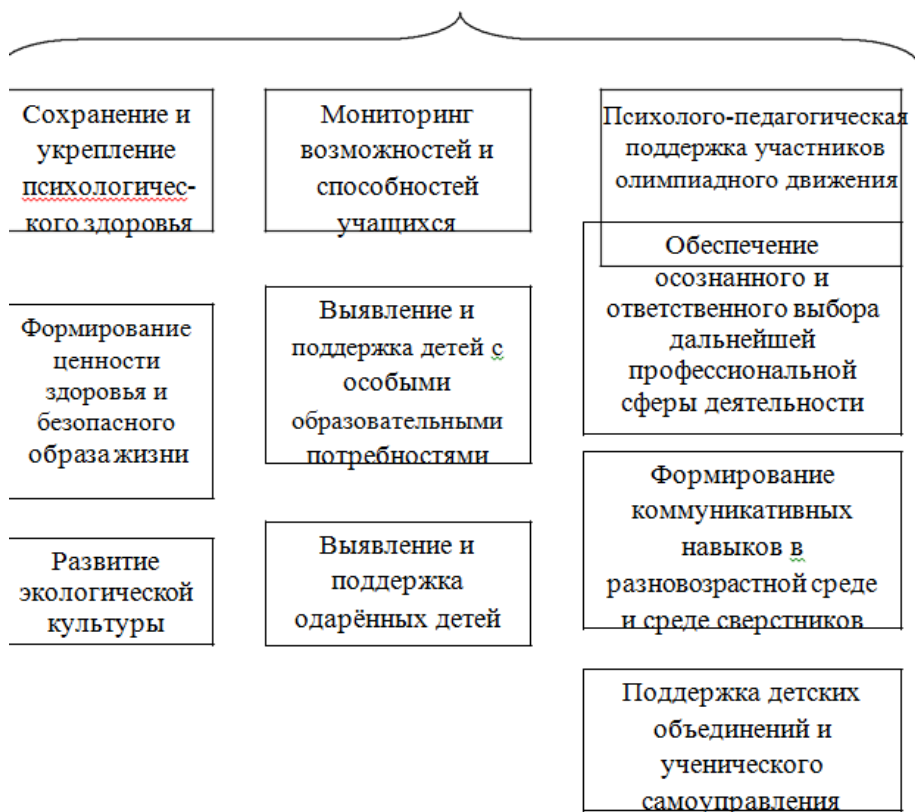 Сохранение и
укрепление
психологичес-
кого здоровья
Формирование
ценности
здоровья и
безопасного
образа жизни
Развитие
экологической
культуры
Мониторинг
возможностей и
способностей
учащихся
Выявление и
поддержка детей с
особыми
образовательными
потребностями
Выявление и
поддержка
одарённых детей
Психолого-педагогическая
поддержка участников
олимпиадного движения
Обеспечение
осознанного и
ответственного выбора
дальнейшей
профессиональной
сферы деятельности
Формирование
коммуникативных
навыков в
разновозрастной среде
и среде сверстников
Поддержка детских
объединений и
ученического
самоуправления